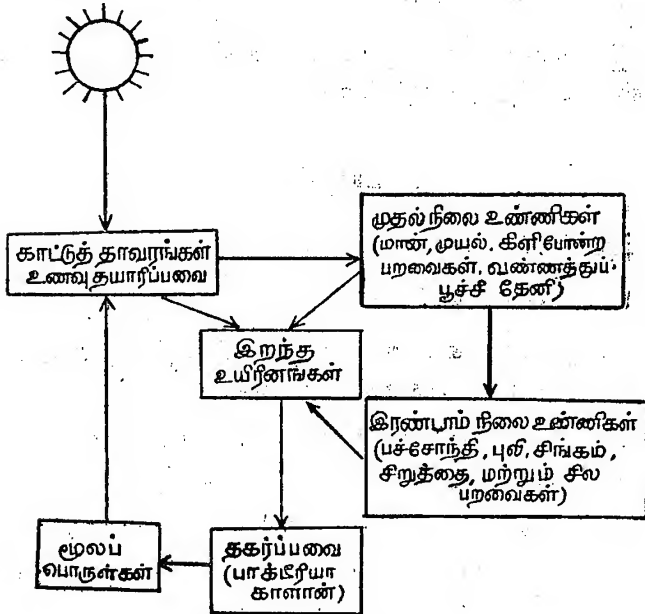 காட்டுத் தாவரங்கள்
உணவு தயாரிப்பவை
முதல் நிலை உண்ணிகள்
(மான், முயல். கிளி போன்ற
பறவைகள், வண்ணத்துப்
பூச்சீ தேனி)
இறந்த
உயிரினங்கள்
இரண்டாம் நிலை உண்ணிகள்
(பச்சோந்தி, புலி, சிங்கம்,
சிறுத்தை, மற்றும் சில
பறவைகள்)
மூலப்
பொருள்கள்
தகர்ப்பவை
(பாக்டீரியா
காளான்)